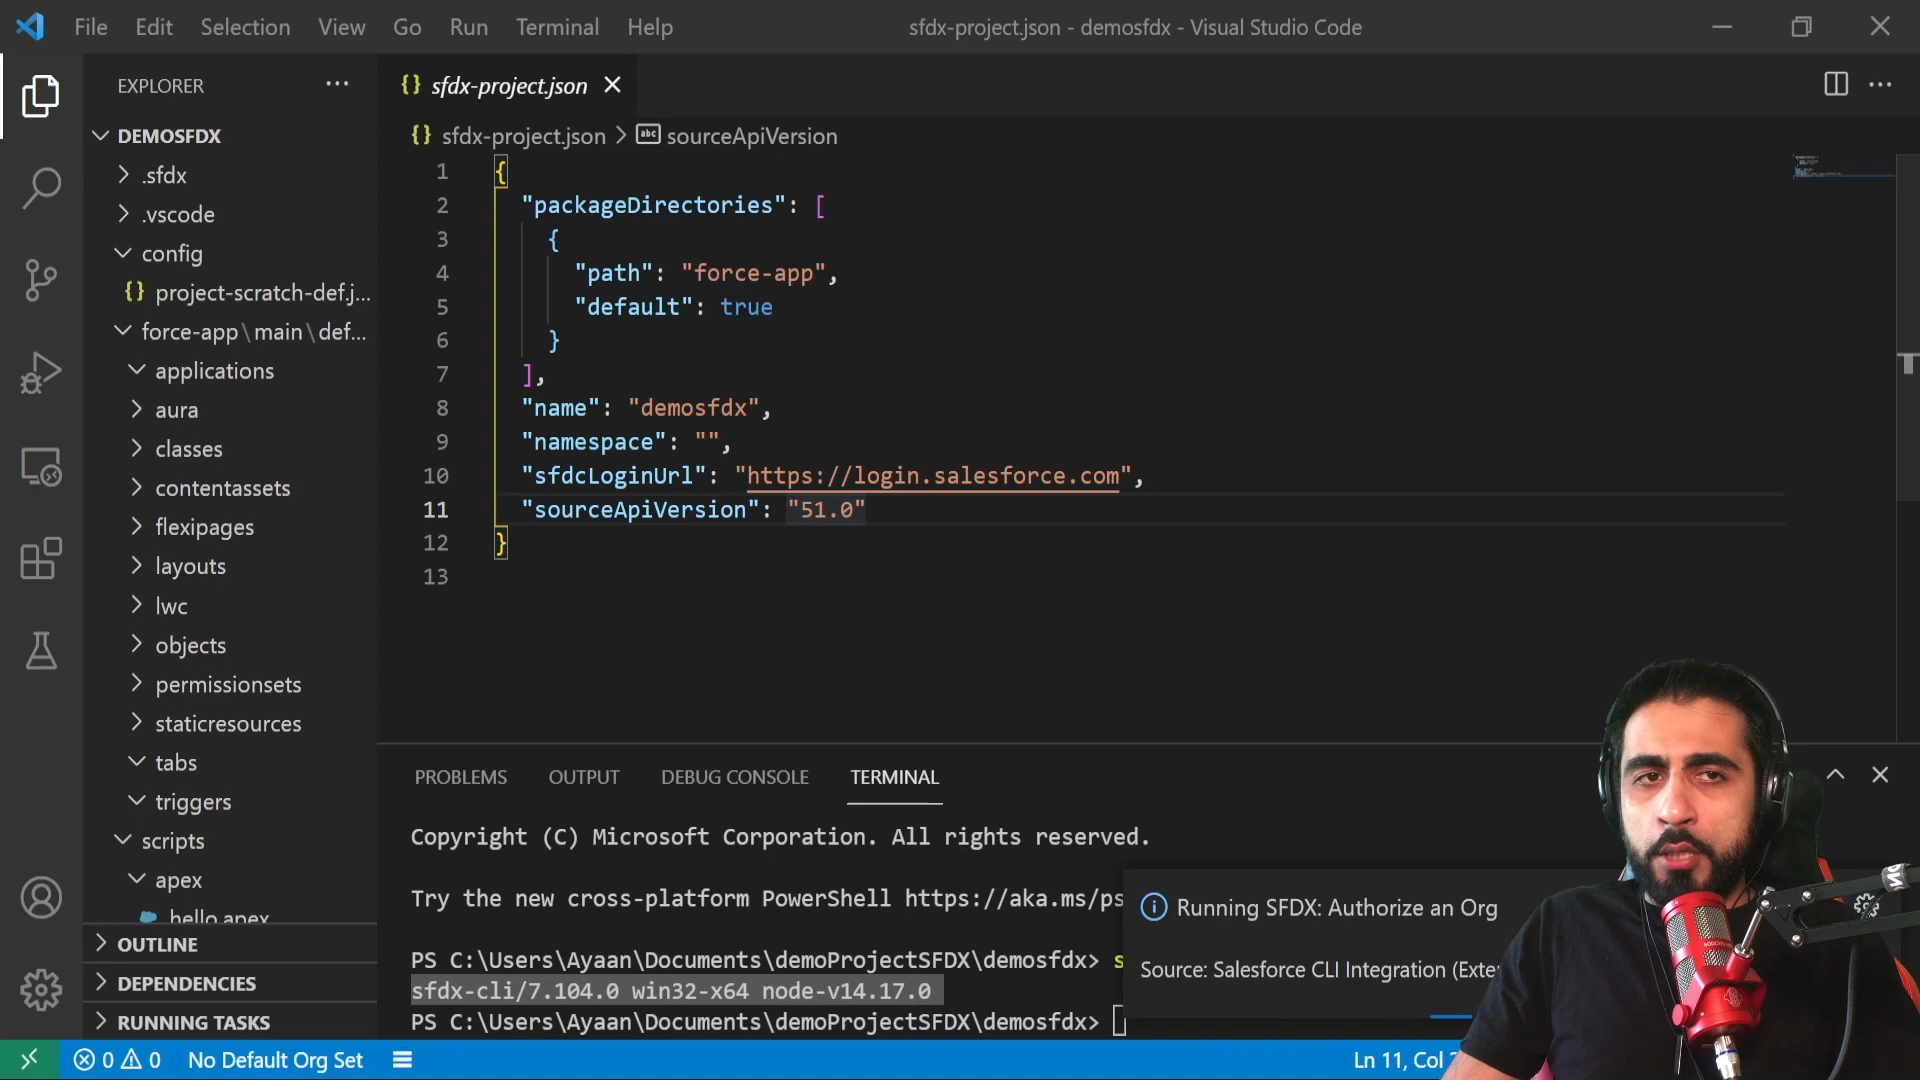 File Edit Selection View Go Run Terminal Help
sfdx-project.json - demosfdx - Visual Studio Code
EXPLORER
DEMOSFDX
.sfdx
.vscode
config
{} project-scratch-def.j...
force-app\main\def...
applications
aura
classes
contentassets
flexipages
layouts
lwc
objects
permissionsets
staticresources
tabs
triggers
scripts
apex
hello.apex
OUTLINE
DEPENDENCIES
RUNNING TASKS
{} sfdx-project.json
{} sfdx-project.json > abc sourceApiVersion
1 {
2 "packageDirectories": [
3 {
4 "path": "force-app",
5 "default": true
6 }
7 ],
8 "name": "demosfdx",
9 "namespace": "",
10 "sfdcLoginUrl": "https://login.salesforce.com",
11 "sourceApiVersion": "51.0"
12 }
13
PROBLEMS OUTPUT DEBUG CONSOLE TERMINAL
Copyright (C) Microsoft Corporation. All rights reserved.
Try the new cross-platform PowerShell https://aka.ms/ps
PS C:\Users\Ayaan\Documents\demoProjectSFDX\demosfdx> s
sfdx-cli/7.104.0 win32-x64 node-v14.17.0
PS C:\Users\Ayaan\Documents\demoProjectSFDX\demosfdx>
Running SFDX: Authorize an Org
Source: Salesforce CLI Integration (Exte
0 0 No Default Org Set
Ln 11, Col